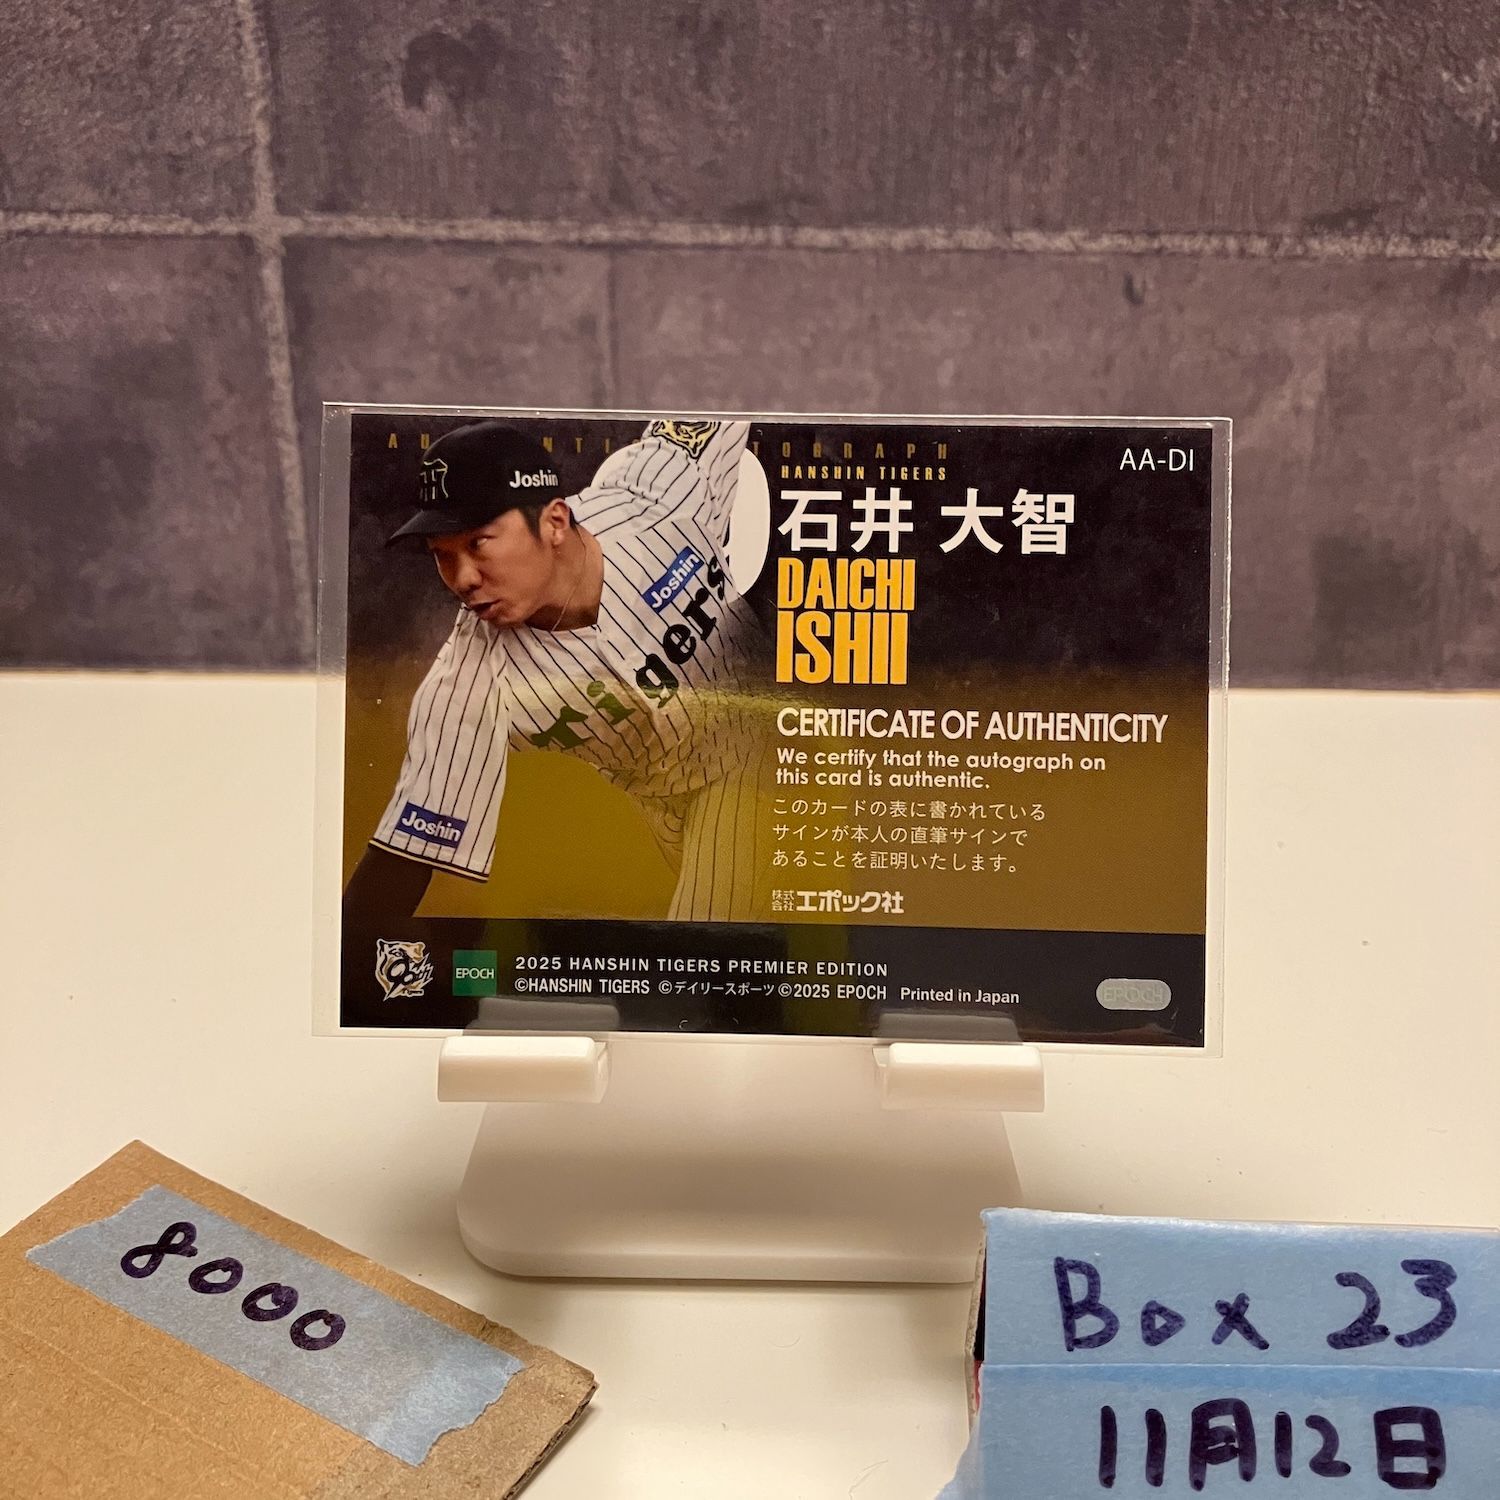 AUTHENTIC AUTOGRAPH
HANSHIN TIGERS
AA-DI
石井 大智
DAICHI
ISHII
CERTIFICATE OF AUTHENTICITY
We certify that the autograph on
this card is authentic.
このカードの表に書かれている
サインが本人の直筆サインで
あることを証明いたします。
株式会社エポック社
Joshin
Joshin
Tigers
Joshin
EPOCH
2025 HANSHIN TIGERS PREMIER EDITION
©HANSHIN TIGERS ©デイリースポーツ ©2025 EPOCH Printed in Japan
EPOCH
8000
Box 23
11月12日